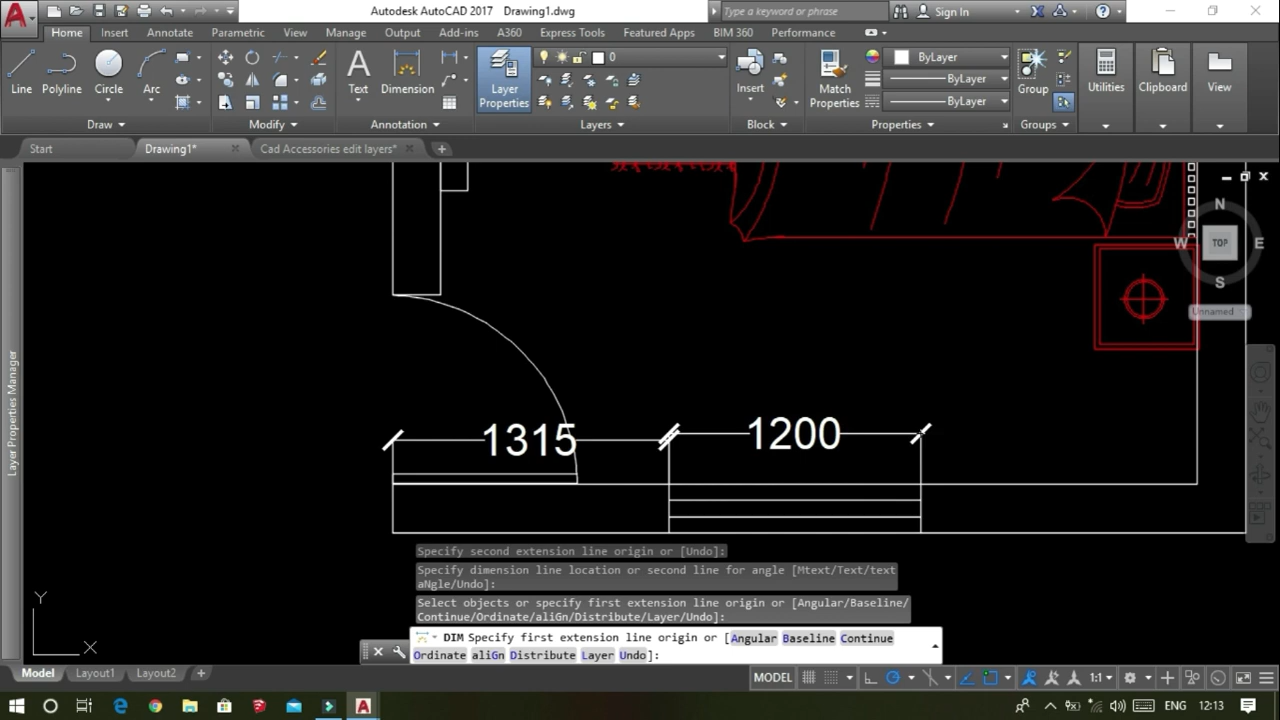 Autodesk AutoCAD 2017 Drawing1.dwg
Type a keyword or phrase
Sign In
Home Insert Annotate Parametric View Manage Output Add-ins A360 Express Tools Featured Apps BIM 360 Performance
Line
Polyline
Circle
Arc
Text
Dimension
Layer
Properties
0
Insert
Match
Properties
ByLayer
ByLayer
ByLayer
Group
Utilities
Clipboard
View
Draw
Modify
Annotation
Layers
Block
Properties
Groups
Start
Drawing1*
Cad Accessories edit layers*
Layer Properties Manager
N
W
TOP
E
S
Unnamed
1315
1200
Y
X
Specify second extension line origin or [Undo]:
Specify dimension line location or second line for angle [Mtext/Text/text
aNgle/Undo]:
Select objects or specify first extension line origin or [Angular/Baseline/
Continue/Ordinate/aliGn/Distribute/Layer/Undo]:
DIM Specify first extension line origin or [Angular Baseline Continue
Ordinate aliGn Distribute Layer Undo]:
Model Layout1 Layout2
MODEL
1:1
ENG
12:13